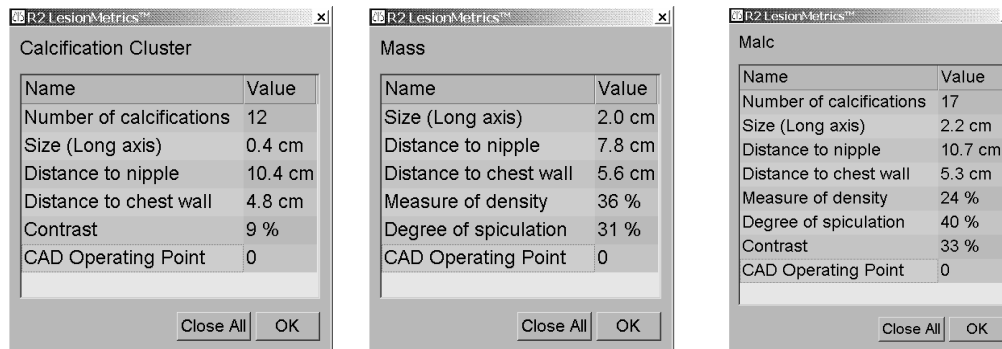 R2 LesionMetrics™
Calcification Cluster
Name Value
Number of calcifications 12
Size (Long axis) 0.4 cm
Distance to nipple 10.4 cm
Distance to chest wall 4.8 cm
Contrast 9 %
CAD Operating Point 0
Close All OK
R2 LesionMetrics™
Mass
Name Value
Size (Long axis) 2.0 cm
Distance to nipple 7.8 cm
Distance to chest wall 5.6 cm
Measure of density 36 %
Degree of spiculation 31 %
CAD Operating Point 0
Close All OK
R2 LesionMetrics™
Malc
Name Value
Number of calcifications 17
Size (Long axis) 2.2 cm
Distance to nipple 10.7 cm
Distance to chest wall 5.3 cm
Measure of density 24 %
Degree of spiculation 40 %
Contrast 33 %
CAD Operating Point 0
Close All OK